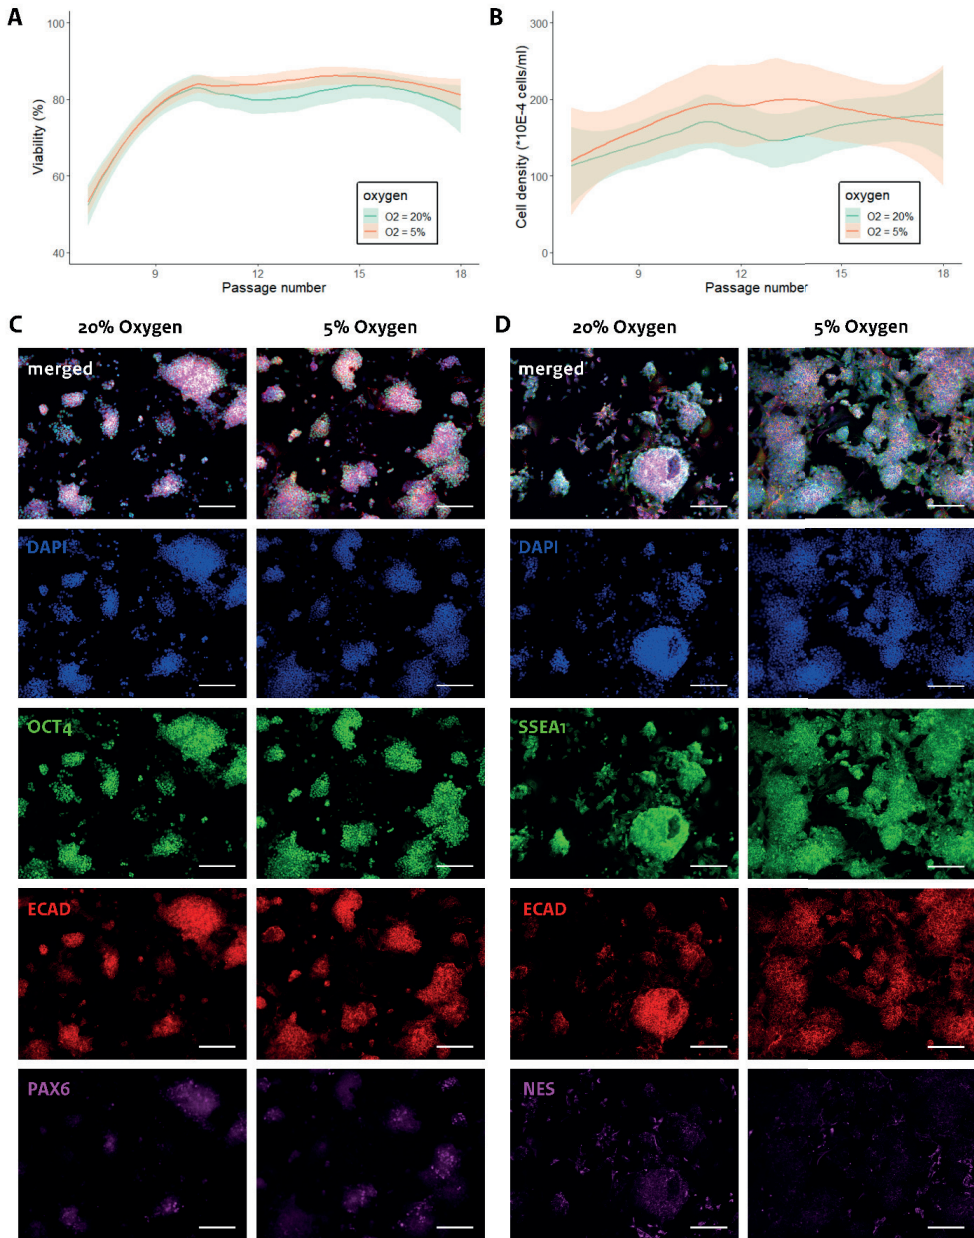 A
100
80
60
40
Viability (%)
oxygen
O2 = 20%
O2 = 5%
9
12
15
18
Passage number
B
300
200
100
0
Cell density (*10E-4 cells/ml)
oxygen
O2 = 20%
O2 = 5%
9
12
15
18
Passage number
C
20% Oxygen
5% Oxygen
merged
DAPI
OCT4
ECAD
PAX6
D
20% Oxygen
5% Oxygen
merged
DAPI
SSEA1
ECAD
NES